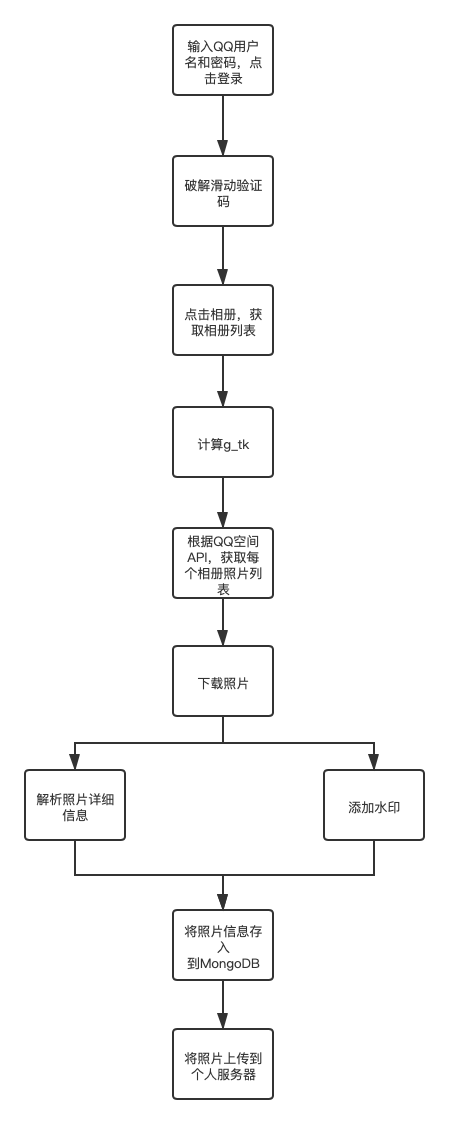 输入QQ用户
名和密码，点
击登录
破解滑动验证
码
点击相册，获
取相册列表
计算g_tk
根据QQ空间
API，获取每
个相册照片列
表
下载照片
解析照片详细
信息
添加水印
将照片信息存
入
到MongoDB
将照片上传到
个人服务器